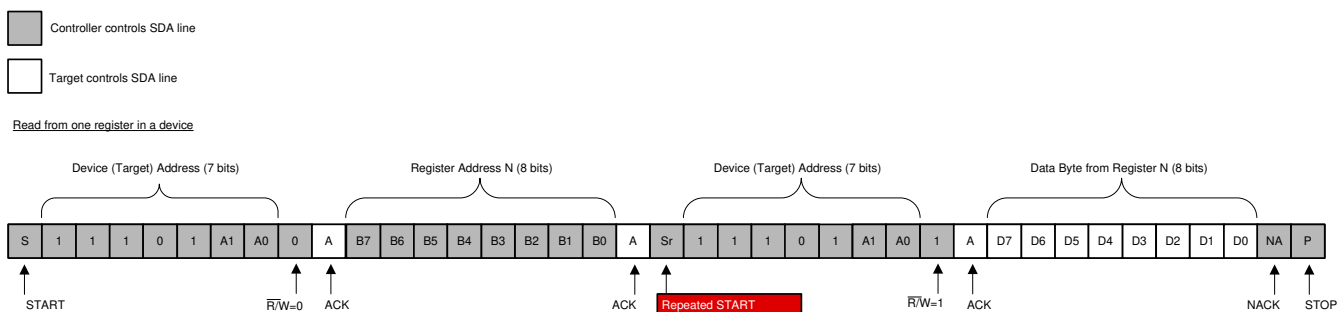 Controller controls SDA line
Target controls SDA line
Read from one register in a device
Device (Target) Address (7 bits) Register Address N (8 bits) Device (Target) Address (7 bits) Data Byte from Register N (8 bits)
S 1 1 1 0 1 A1 A0 0 A B7 B6 B5 B4 B3 B2 B1 B0 A Sr 1 1 1 0 1 A1 A0 1 A D7 D6 D5 D4 D3 D2 D1 D0 NA P
START R̅/W=0 ACK ACK Repeated START R̅/W=1 ACK NACK STOP